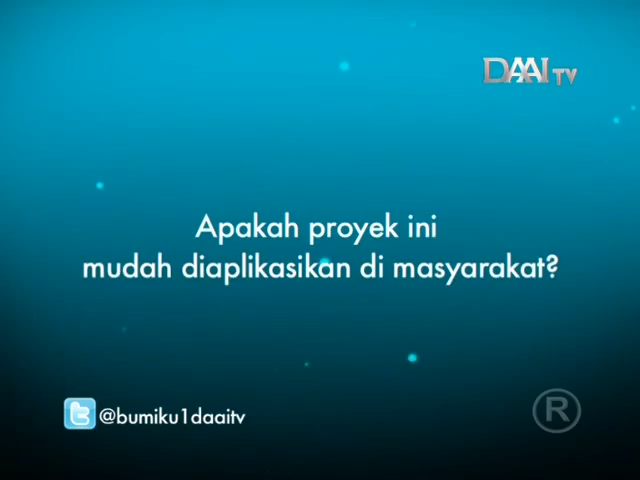 DAAI TV
Apakah proyek ini
mudah diaplikasikan di masyarakat?
@bumiku1daaitv
®